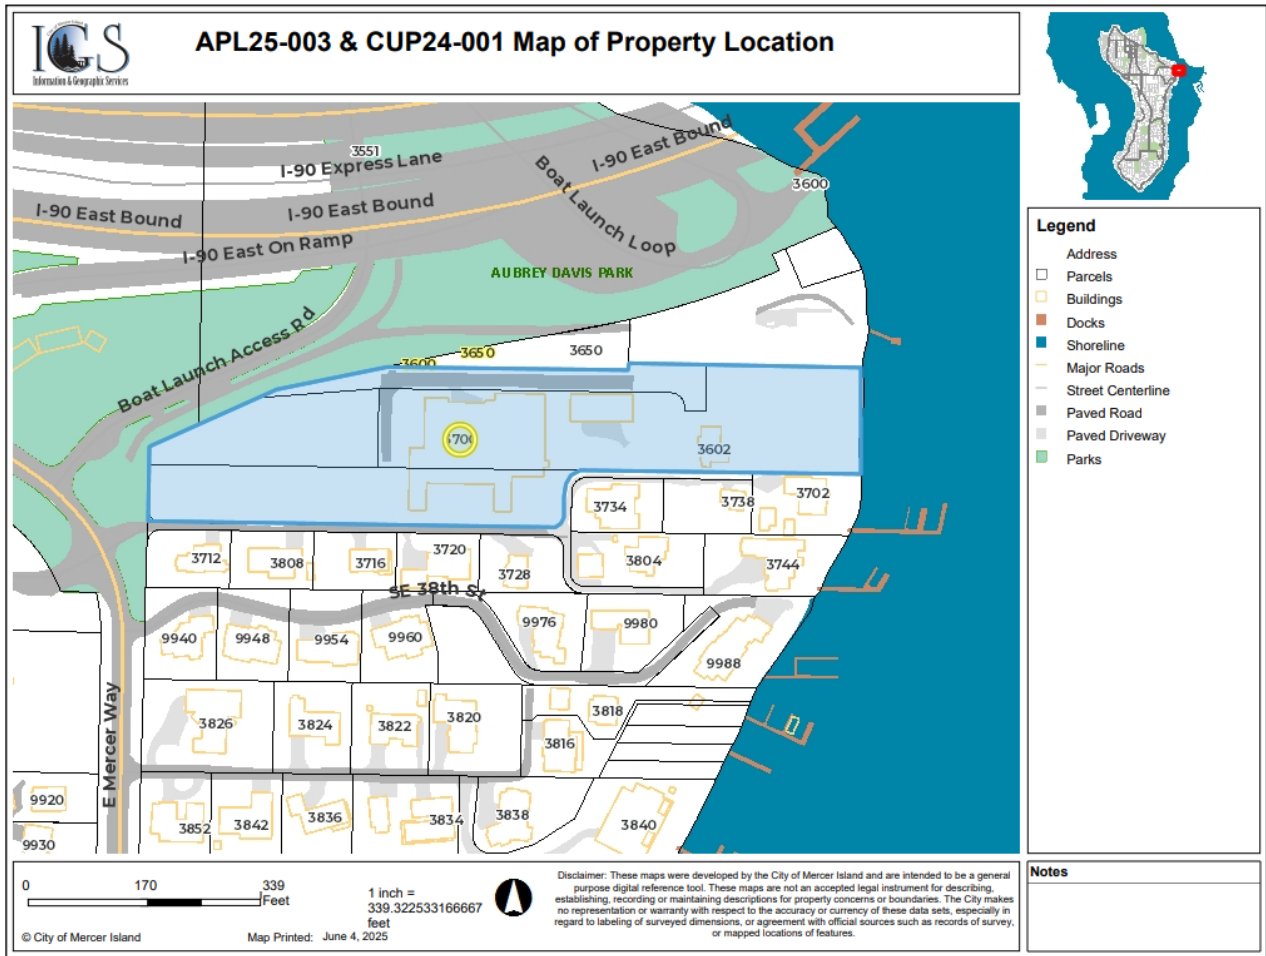 City of Mercer Island
IGS
Information & Geographic Services
APL25-003 & CUP24-001 Map of Property Location
3551
I-90 Express Lane
I-90 East Bound
I-90 East Bound
I-90 East Bound
I-90 East On Ramp
Boat Launch Loop
3600
AUBREY DAVIS PARK
Boat Launch Access Rd
3600
3650
3650
3602
3734
3738
3702
3712
3808
3716
3720
3728
3804
3744
SE 38th St
9940
9948
9954
9960
9976
9980
9988
E Mercer Way
3826
3824
3822
3820
3818
3816
9920
9930
3852
3842
3836
3834
3838
3840
Legend
Address
Parcels
Buildings
Docks
Shoreline
Major Roads
Street Centerline
Paved Road
Paved Driveway
Parks
0
170
339
Feet
1 inch =
339.322533166667
feet
© City of Mercer Island
Map Printed: June 4, 2025
Disclaimer: These maps were developed by the City of Mercer Island and are intended to be a general
purpose digital reference tool. These maps are not an accepted legal instrument for describing,
establishing, recording or maintaining descriptions for property concerns or boundaries. The City makes
no representation or warranty with respect to the accuracy or currency of these data sets, especially in
regard to labeling of surveyed dimensions, or agreement with official sources such as records of survey,
or mapped locations of features.
Notes